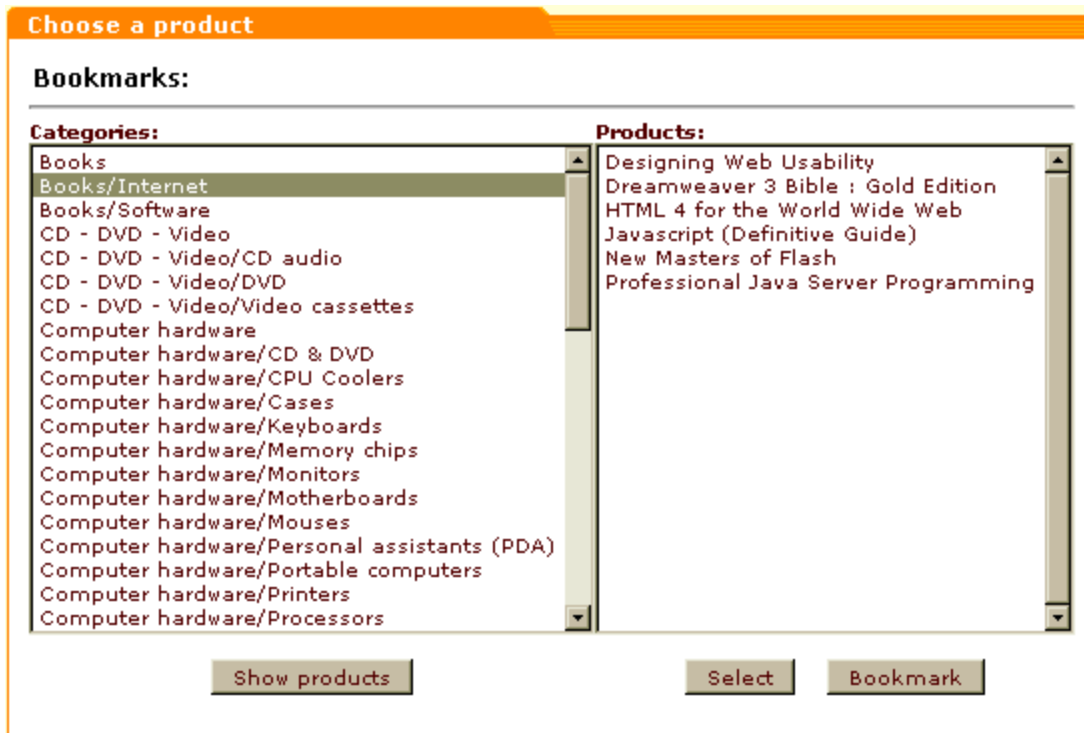 Choose a product
Bookmarks:
Categories:
Books
Books/Internet
Books/Software
CD - DVD - Video
CD - DVD - Video/CD audio
CD - DVD - Video/DVD
CD - DVD - Video/Video cassettes
Computer hardware
Computer hardware/CD & DVD
Computer hardware/CPU Coolers
Computer hardware/Cases
Computer hardware/Keyboards
Computer hardware/Memory chips
Computer hardware/Monitors
Computer hardware/Motherboards
Computer hardware/Mouses
Computer hardware/Personal assistants (PDA)
Computer hardware/Portable computers
Computer hardware/Printers
Computer hardware/Processors
Show products
Products:
Designing Web Usability
Dreamweaver 3 Bible : Gold Edition
HTML 4 for the World Wide Web
Javascript (Definitive Guide)
New Masters of Flash
Professional Java Server Programming
Select
Bookmark